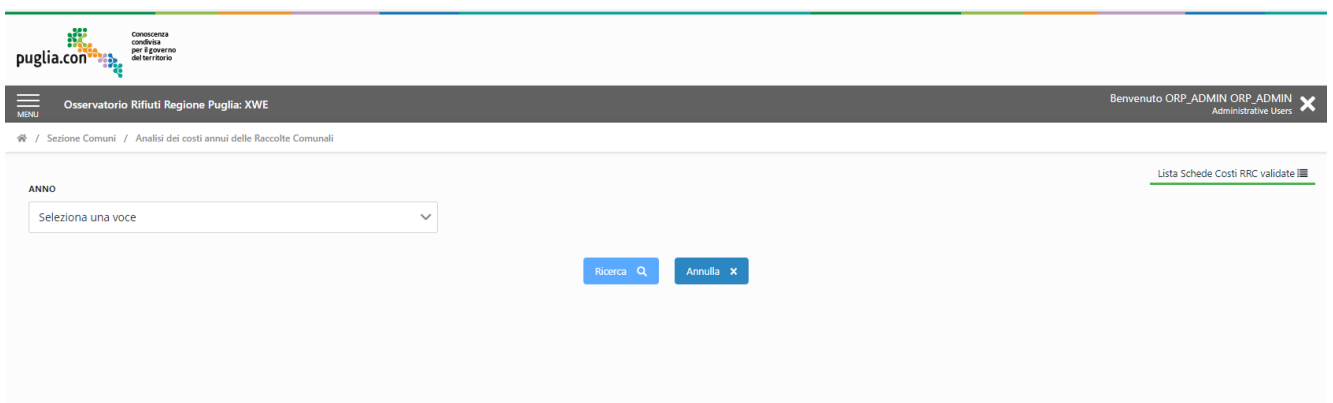 puglia.con
Conoscenza
condivisa
per il governo
del territorio
MENU
Osservatorio Rifiuti Regione Puglia: XWE
Benvenuto ORP_ADMIN ORP_ADMIN
Administrative Users
/ Sezione Comuni / Analisi dei costi annui delle Raccolte Comunali
Lista Schede Costi RRC validate
ANNO
Seleziona una voce
Ricerca
Annulla